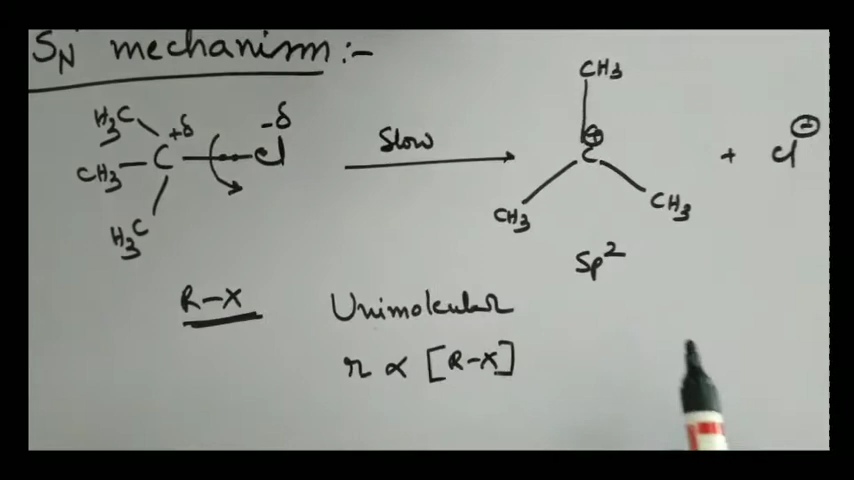 SN mechanism :-
H3C
+δ
-δ
CH3 - C - Cl
H3C
Slow
CH3
C⊕
CH3
CH3
+ Cl⊖
Sp²
R-X
Unimolecular
r ∝ [R-X]